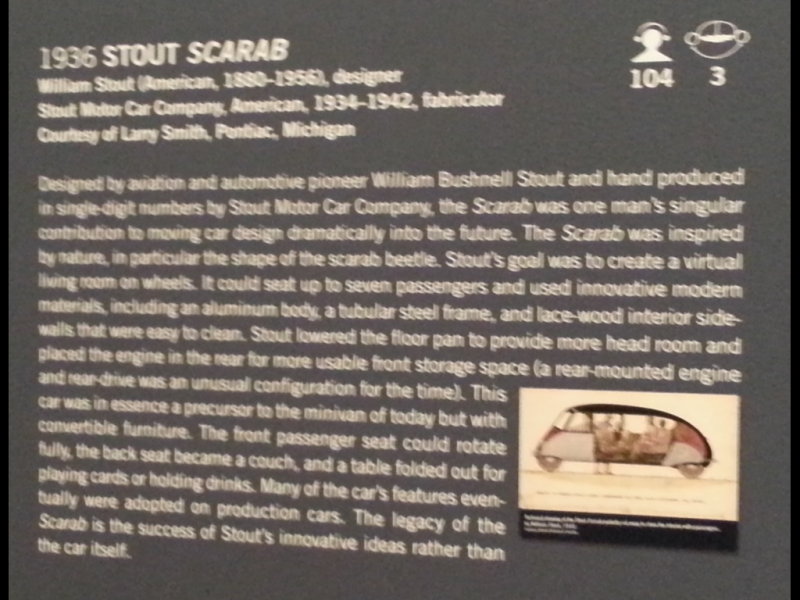 1936 STOUT SCARAB
William Stout (American, 1880–1956), designer
Stout Motor Car Company, American, 1934–1942, fabricator
Courtesy of Larry Smith, Pontiac, Michigan
104
3
Designed by aviation and automotive pioneer William Bushnell Stout and hand produced
in single-digit numbers by Stout Motor Car Company, the Scarab was one man's singular
contribution to moving car design dramatically into the future. The Scarab was inspired
by nature, in particular the shape of the scarab beetle. Stout's goal was to create a virtual
living room on wheels. It could seat up to seven passengers and used innovative modern
materials, including an aluminum body, a tubular steel frame, and lace-wood interior side-
walls that were easy to clean. Stout lowered the floor pan to provide more head room and
placed the engine in the rear for more usable front storage space (a rear-mounted engine
and rear-drive was an unusual configuration for the time). This
car was in essence a precursor to the minivan of today but with
convertible furniture. The front passenger seat could rotate
fully, the back seat became a couch, and a table folded out for
playing cards or holding drinks. Many of the car's features even-
tually were adopted on production cars. The legacy of the
Scarab is the success of Stout's innovative ideas rather than
the car itself.